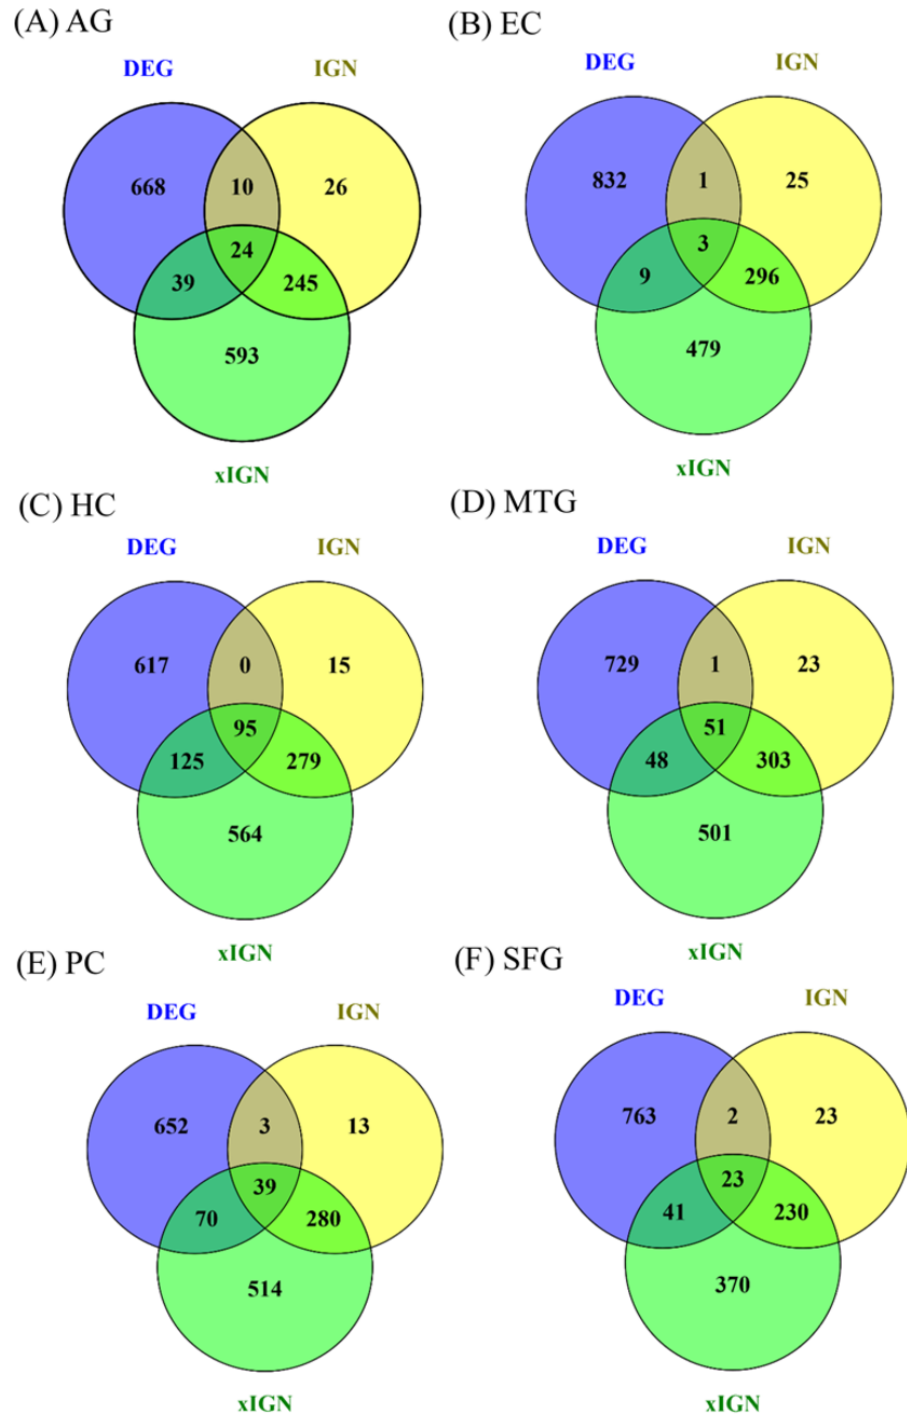 (A) AG
DEG IGN
668 10 26
24
39 245
593
xIGN
(B) EC
DEG IGN
832 1 25
3
9 296
479
xIGN
(C) HC
DEG IGN
617 0 15
95
125 279
564
xIGN
(D) MTG
DEG IGN
729 1 23
51
48 303
501
xIGN
(E) PC
DEG IGN
652 3 13
39
70 280
514
xIGN
(F) SFG
DEG IGN
763 2 23
23
41 230
370
xIGN